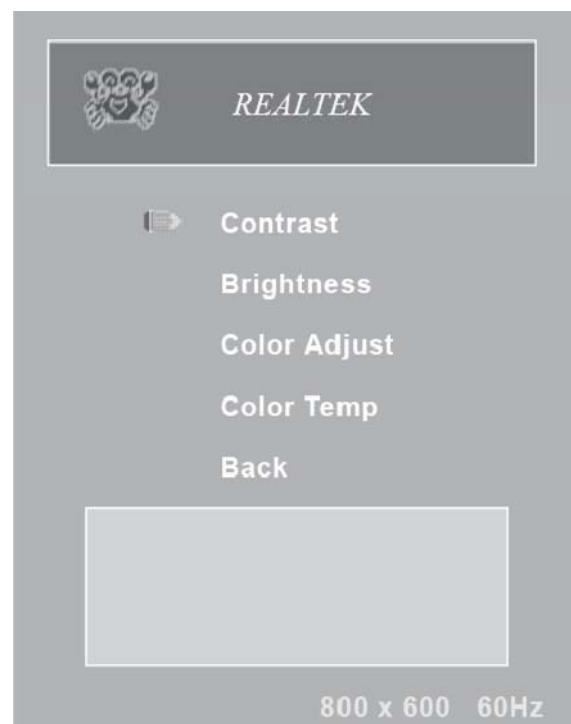 REALTEK
Contrast
Brightness
Color Adjust
Color Temp
Back
800 x 600 60Hz